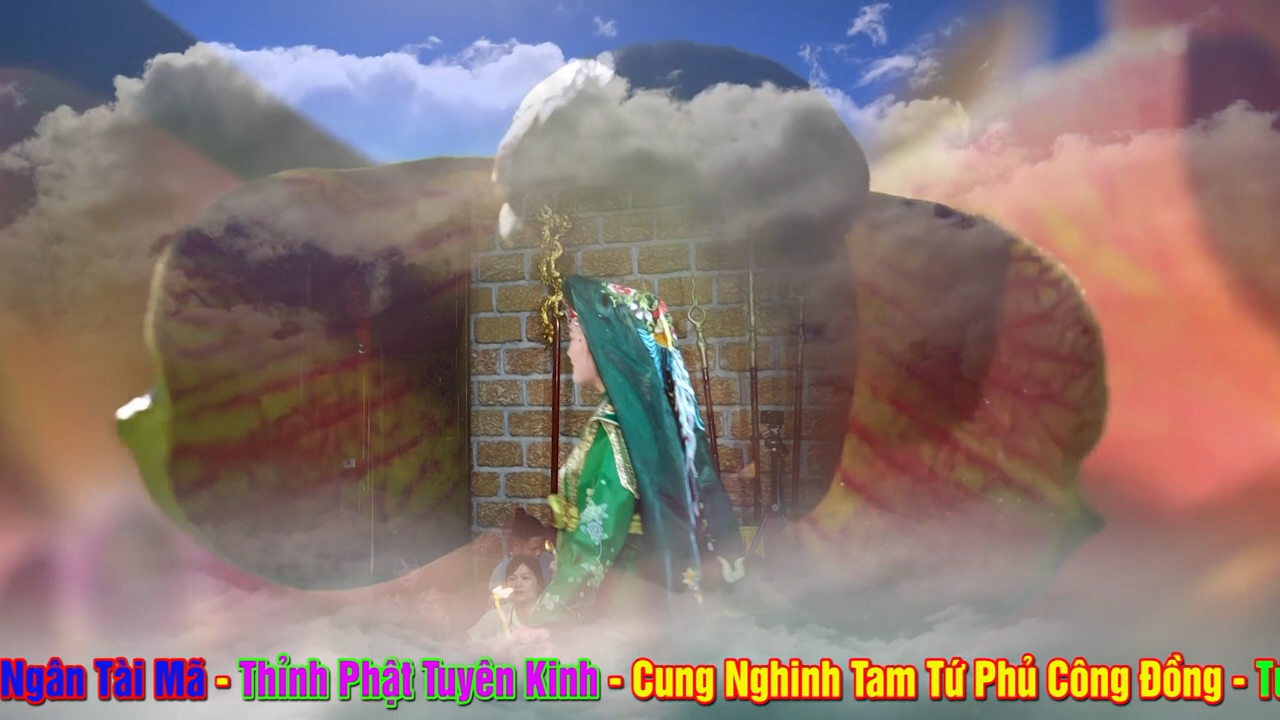 Ngân Tài Mã - Thỉnh Phật Tuyên Kinh - Cung Nghinh Tam Tứ Phủ Công Đồng -